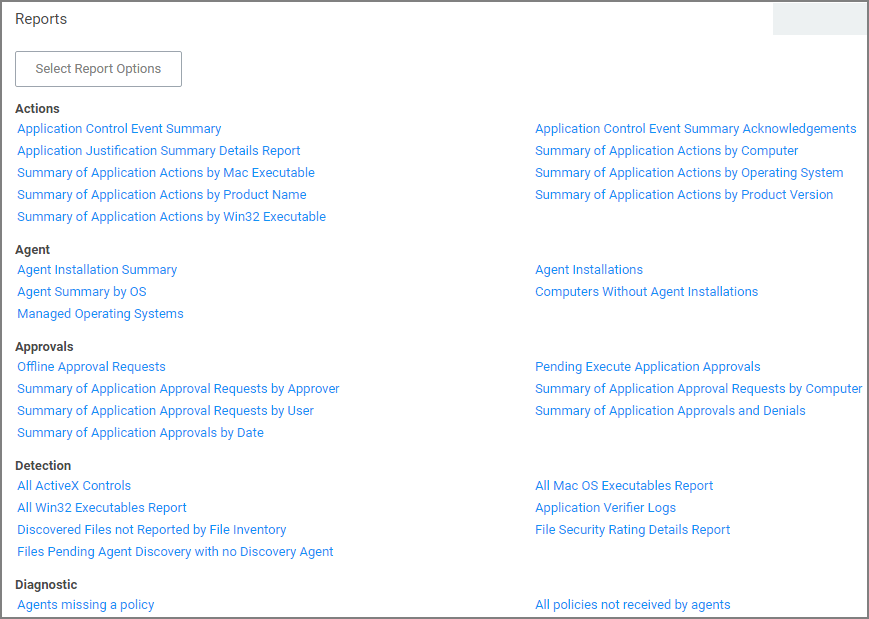 Reports
Select Report Options
Actions
Application Control Event Summary
Application Control Event Summary Acknowledgements
Application Justification Summary Details Report
Summary of Application Actions by Computer
Summary of Application Actions by Mac Executable
Summary of Application Actions by Operating System
Summary of Application Actions by Product Name
Summary of Application Actions by Product Version
Summary of Application Actions by Win32 Executable
Agent
Agent Installation Summary
Agent Installations
Agent Summary by OS
Computers Without Agent Installations
Managed Operating Systems
Approvals
Offline Approval Requests
Pending Execute Application Approvals
Summary of Application Approval Requests by Approver
Summary of Application Approval Requests by Computer
Summary of Application Approval Requests by User
Summary of Application Approvals and Denials
Summary of Application Approvals by Date
Detection
All ActiveX Controls
All Mac OS Executables Report
All Win32 Executables Report
Application Verifier Logs
Discovered Files not Reported by File Inventory
File Security Rating Details Report
Files Pending Agent Discovery with no Discovery Agent
Diagnostic
Agents missing a policy
All policies not received by agents